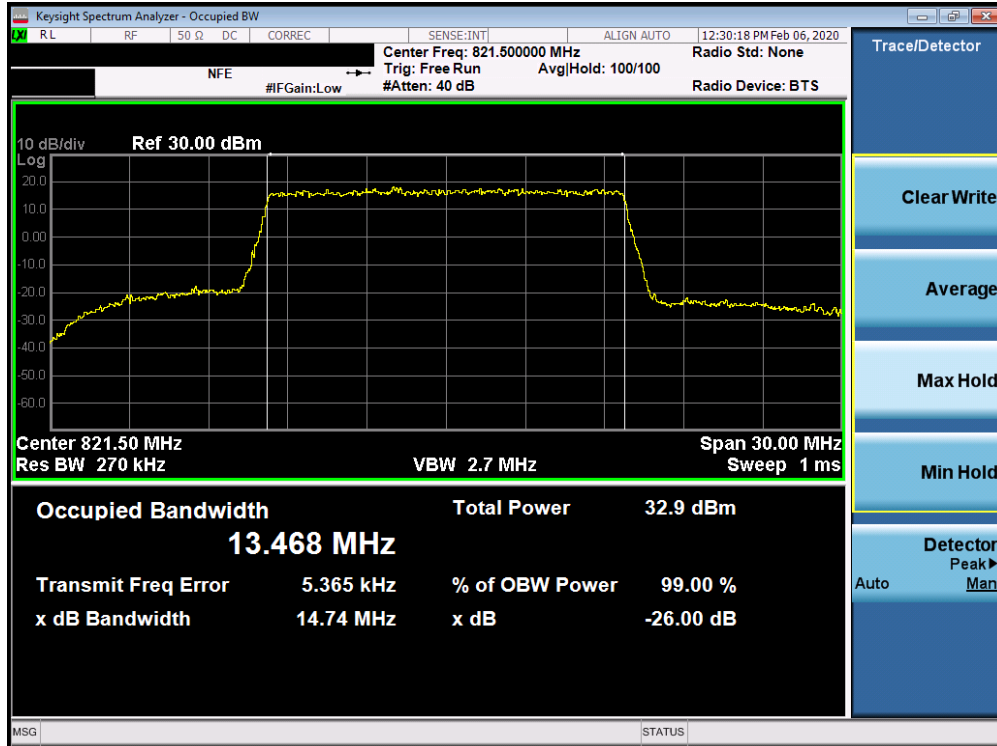 Keysight Spectrum Analyzer - Occupied BW
LXI RL RF 50 Ω DC CORREC SENSE:INT ALIGN AUTO 12:30:18 PM Feb 06, 2020
Center Freq: 821.500000 MHz Radio Std: None
NFE Trig: Free Run Avg|Hold: 100/100
#IFGain:Low #Atten: 40 dB Radio Device: BTS
10 dB/div Ref 30.00 dBm
Log
20.0
10.0
0.00
-10.0
-20.0
-30.0
-40.0
-50.0
-60.0
Center 821.50 MHz Span 30.00 MHz
Res BW 270 kHz VBW 2.7 MHz Sweep 1 ms
Occupied Bandwidth Total Power 32.9 dBm
13.468 MHz
Transmit Freq Error 5.365 kHz % of OBW Power 99.00 %
x dB Bandwidth 14.74 MHz x dB -26.00 dB
MSG STATUS
Trace/Detector
Clear Write
Average
Max Hold
Min Hold
Detector
Peak▶
Auto Man